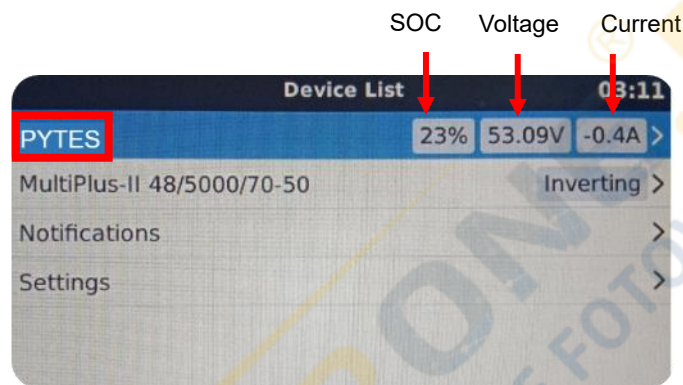 SOC Voltage Current
Device List 03:11
PYTES 23% 53.09V -0.4A >
MultiPlus-II 48/5000/70-50 Inverting >
Notifications >
Settings >